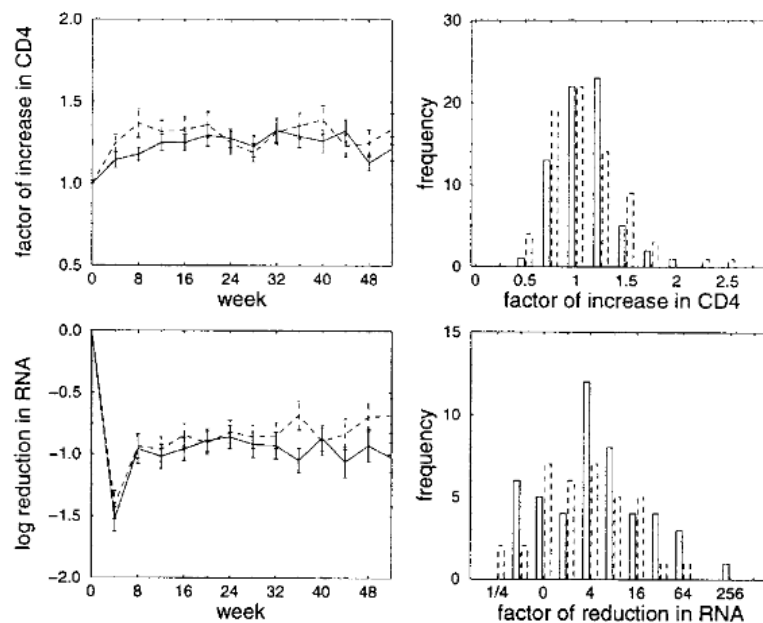 factor of increase in CD4
2.0
1.5
1.0
0.5
0 8 16 24 32 40 48
week
frequency
30
20
10
0
0 0.5 1 1.5 2 2.5
factor of increase in CD4
log reduction in RNA
0.0
−0.5
−1.0
−1.5
−2.0
0 8 16 24 32 40 48
week
frequency
15
10
5
0
1/4 0 4 16 64 256
factor of reduction in RNA